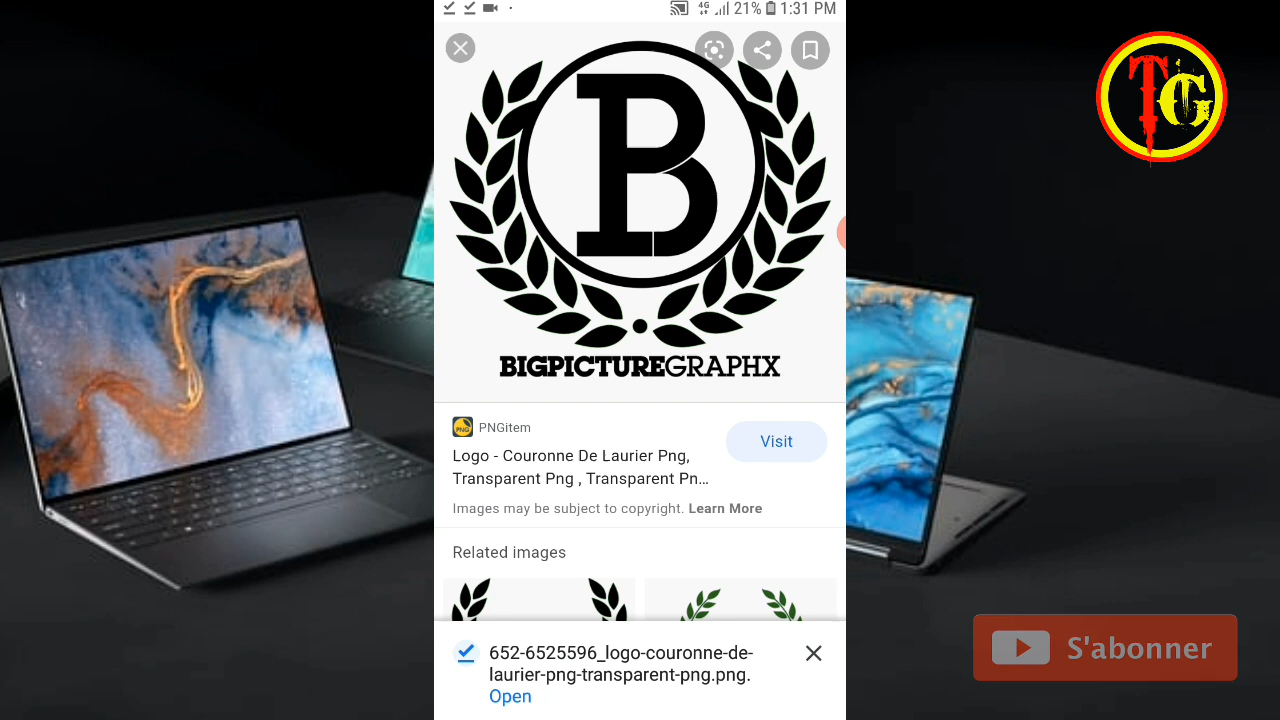 4G 21% 1:31 PM
TG
B
BIGPICTUREGRAPHX
PNG
PNGitem
Visit
Logo - Couronne De Laurier Png,
Transparent Png , Transparent Pn...
Images may be subject to copyright. Learn More
Related images
652-6525596_logo-couronne-de-
laurier-png-transparent-png.png.
Open
S'abonner